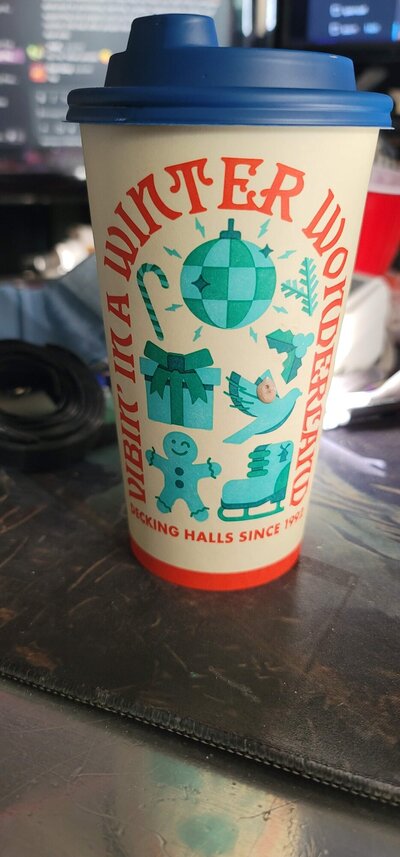 VIBIN' IN A WINTER WONDERLAND
DECKING HALLS SINCE 1992